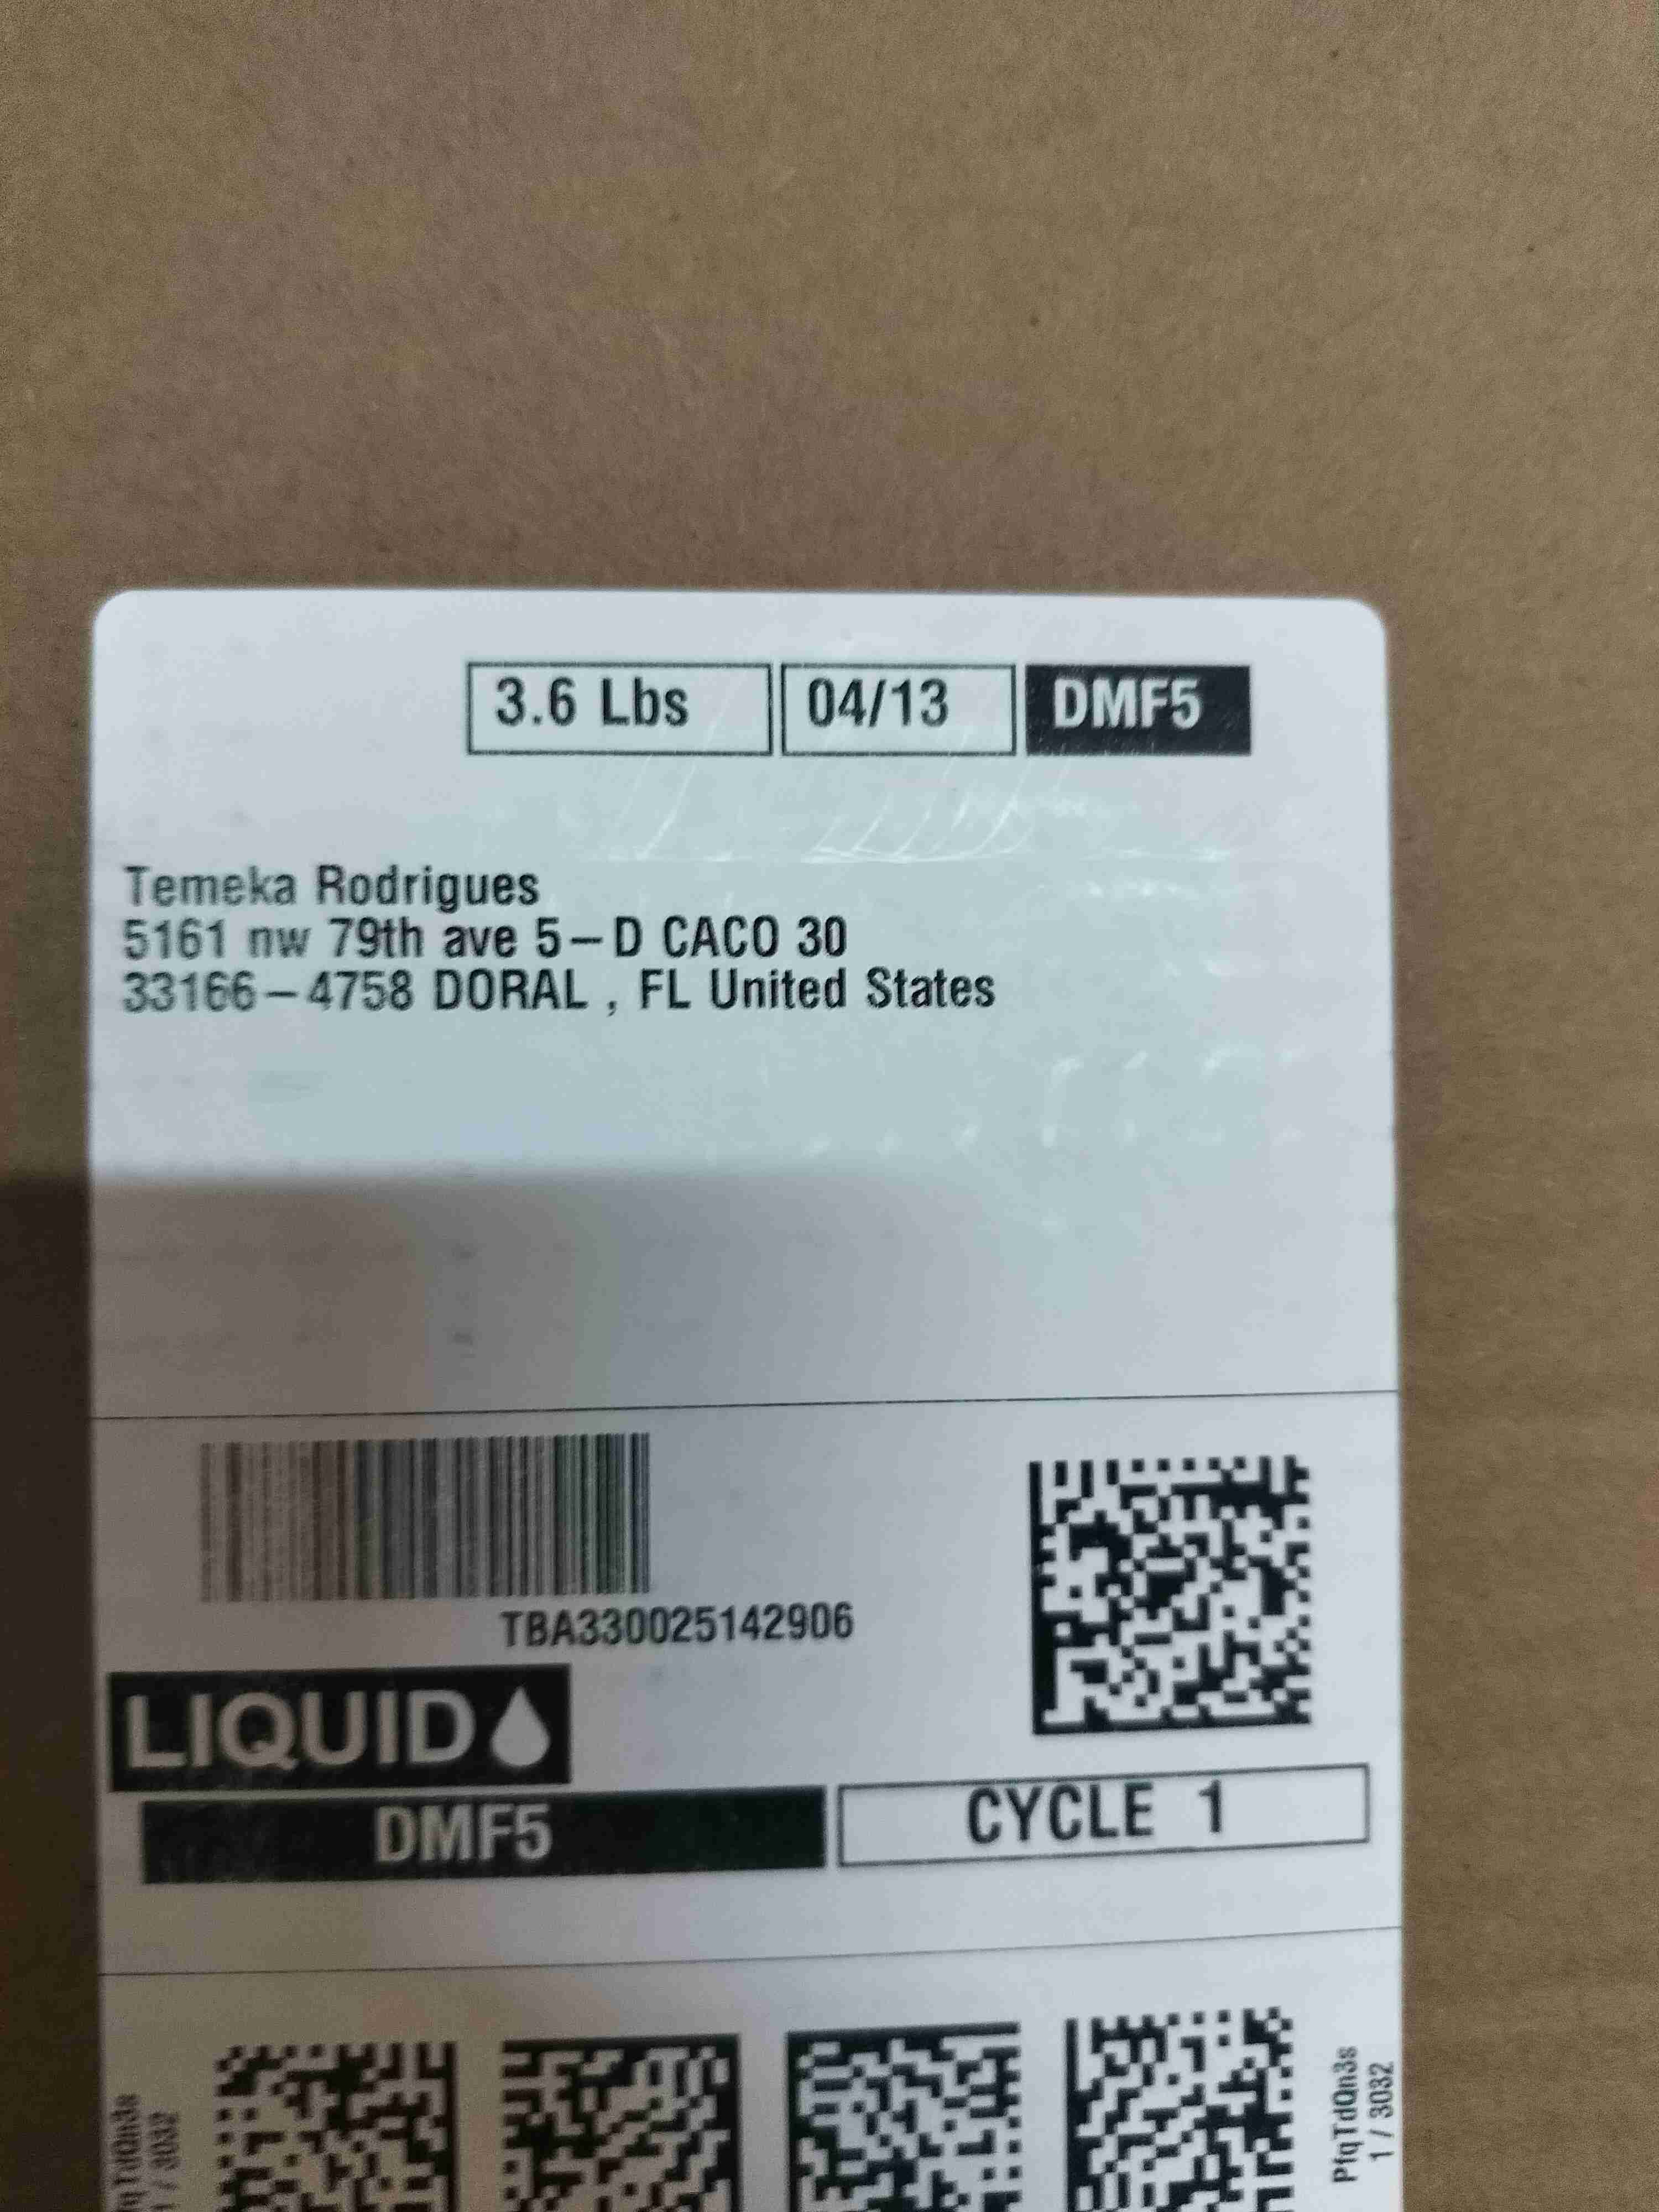 3.6 Lbs 04/13 DMF5
Temeka Rodrigues
5161 nw 79th ave 5-D CACO 30
33166-4758 DORAL , FL United States
TBA330025142906
LIQUID
DMF5 CYCLE 1
PfqTdQn3s
1 / 3032